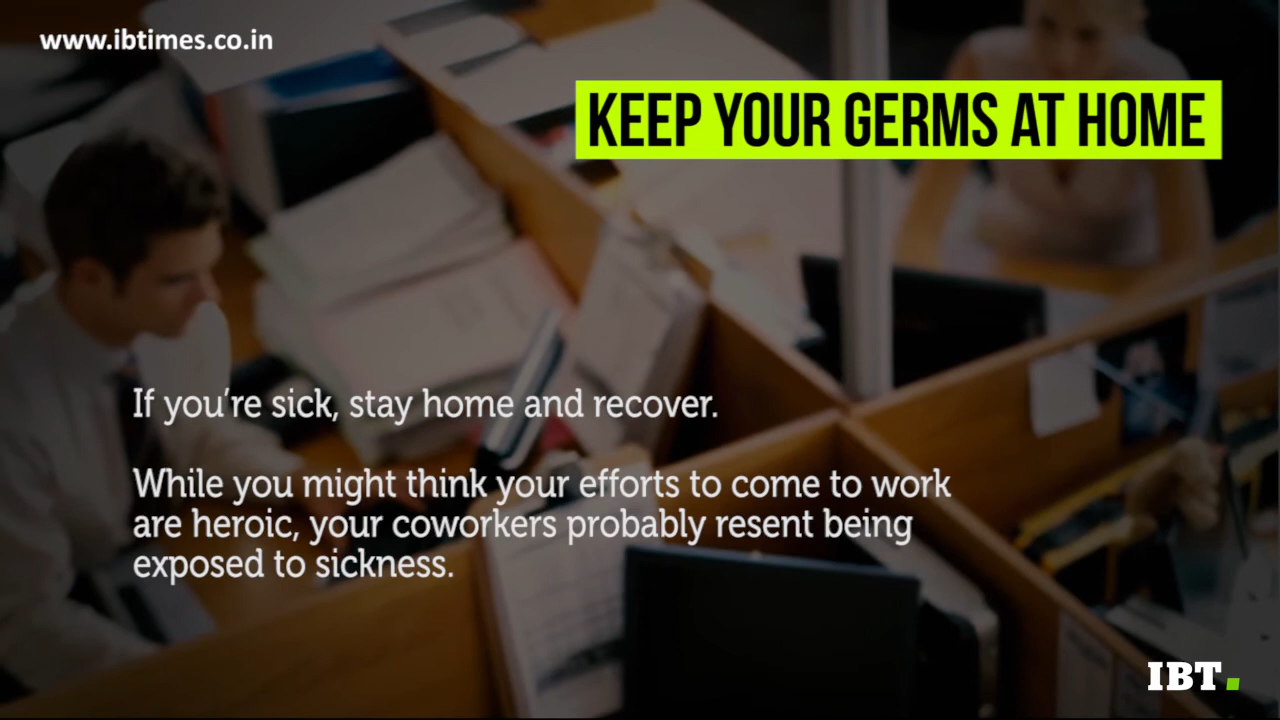 www.ibtimes.co.in
KEEP YOUR GERMS AT HOME
If you're sick, stay home and recover.
While you might think your efforts to come to work
are heroic, your coworkers probably resent being
exposed to sickness.
IBT.